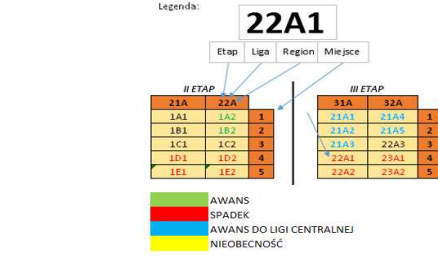 Legenda:
22A1
Etap Liga Region Miejsce
II ETAP III ETAP
21A 22A 31A 32A
1A1 1A2 1 21A1 21A4 1
1B1 1B2 2 21A2 21A5 2
1C1 1C2 3 21A3 22A3 3
1D1 1D2 4 22A1 23A1 4
1E1 1E2 5 22A2 23A2 5
AWANS
SPADEK
AWANS DO LIGI CENTRALNEJ
NIEOBECNOŚĆ